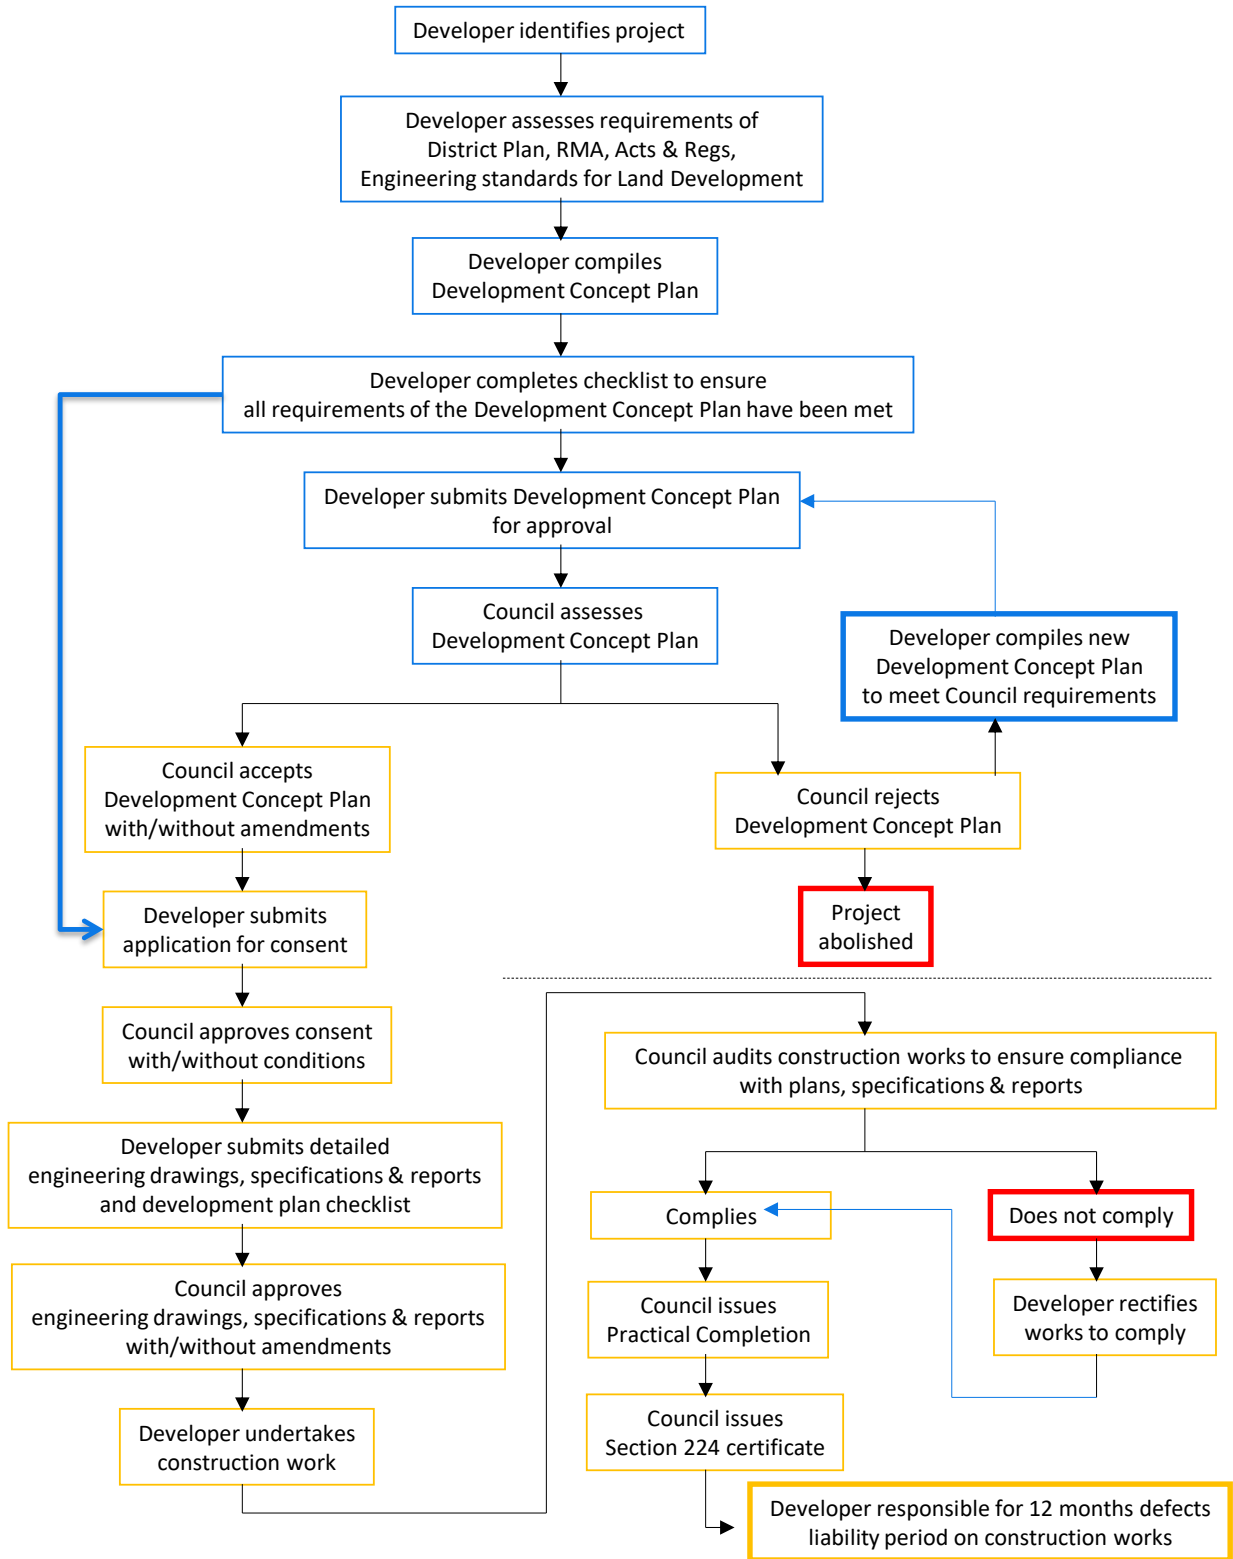 Developer identifies project
Developer assesses requirements of
District Plan, RMA, Acts & Regs,
Engineering standards for Land Development
Developer compiles
Development Concept Plan
Developer completes checklist to ensure
all requirements of the Development Concept Plan have been met
Developer submits Development Concept Plan
for approval
Council assesses
Development Concept Plan
Developer compiles new
Development Concept Plan
to meet Council requirements
Council accepts
Development Concept Plan
with/without amendments
Council rejects
Development Concept Plan
Project
abolished
Developer submits
application for consent
Council approves consent
with/without conditions
Developer submits detailed
engineering drawings, specifications & reports
and development plan checklist
Council approves
engineering drawings, specifications & reports
with/without amendments
Developer undertakes
construction work
Council audits construction works to ensure compliance
with plans, specifications & reports
Complies
Does not comply
Council issues
Practical Completion
Developer rectifies
works to comply
Council issues
Section 224 certificate
Developer responsible for 12 months defects
liability period on construction works